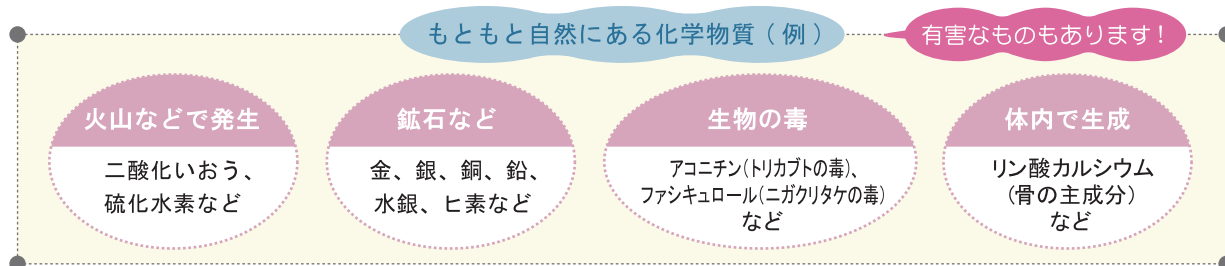 もともと自然にある化学物質(例)
有害なものもあります!
火山などで発生
二酸化いおう、
硫化水素など
鉱石など
金、銀、銅、鉛、
水銀、ヒ素など
生物の毒
アコニチン(トリカブトの毒)、
ファシキュロール(ニガクリタケの毒)
など
体内で生成
リン酸カルシウム
(骨の主成分)
など